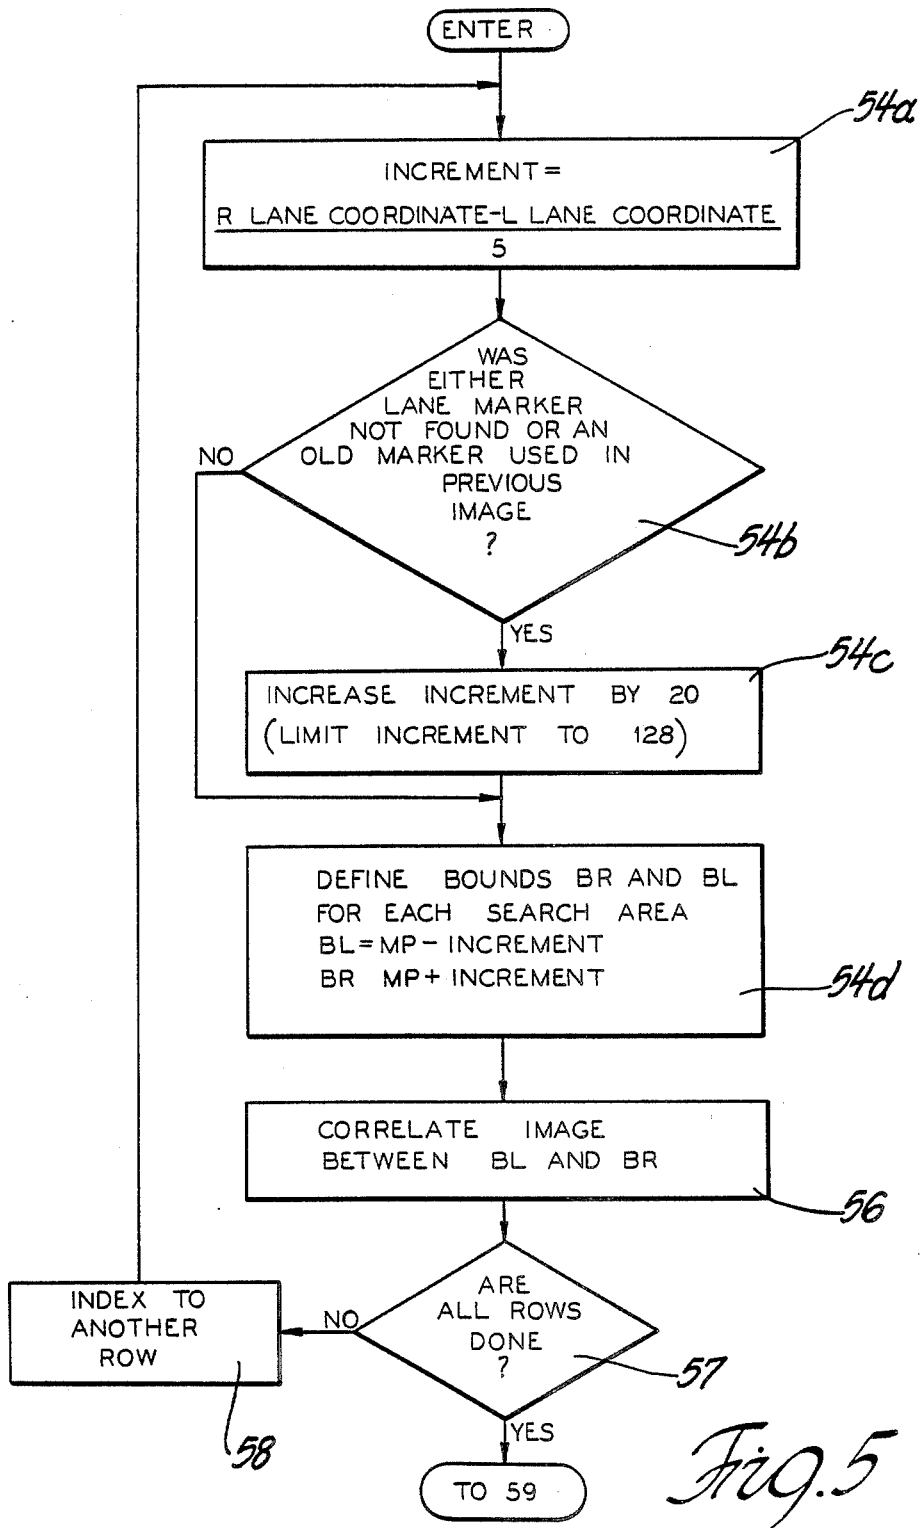 ENTER
54a
INCREMENT=
R LANE COORDINATE-L LANE COORDINATE
5
WAS
EITHER
LANE MARKER
NOT FOUND OR AN
OLD MARKER USED IN
PREVIOUS
IMAGE
?
NO
54b
YES
54c
INCREASE INCREMENT BY 20
(LIMIT INCREMENT TO 128)
DEFINE BOUNDS BR AND BL
FOR EACH SEARCH AREA
BL=MP-INCREMENT
BR MP+INCREMENT
54d
CORRELATE IMAGE
BETWEEN BL AND BR
56
ARE
ALL ROWS
DONE
?
NO
57
INDEX TO
ANOTHER
ROW
58
YES
TO 59
Fig.5